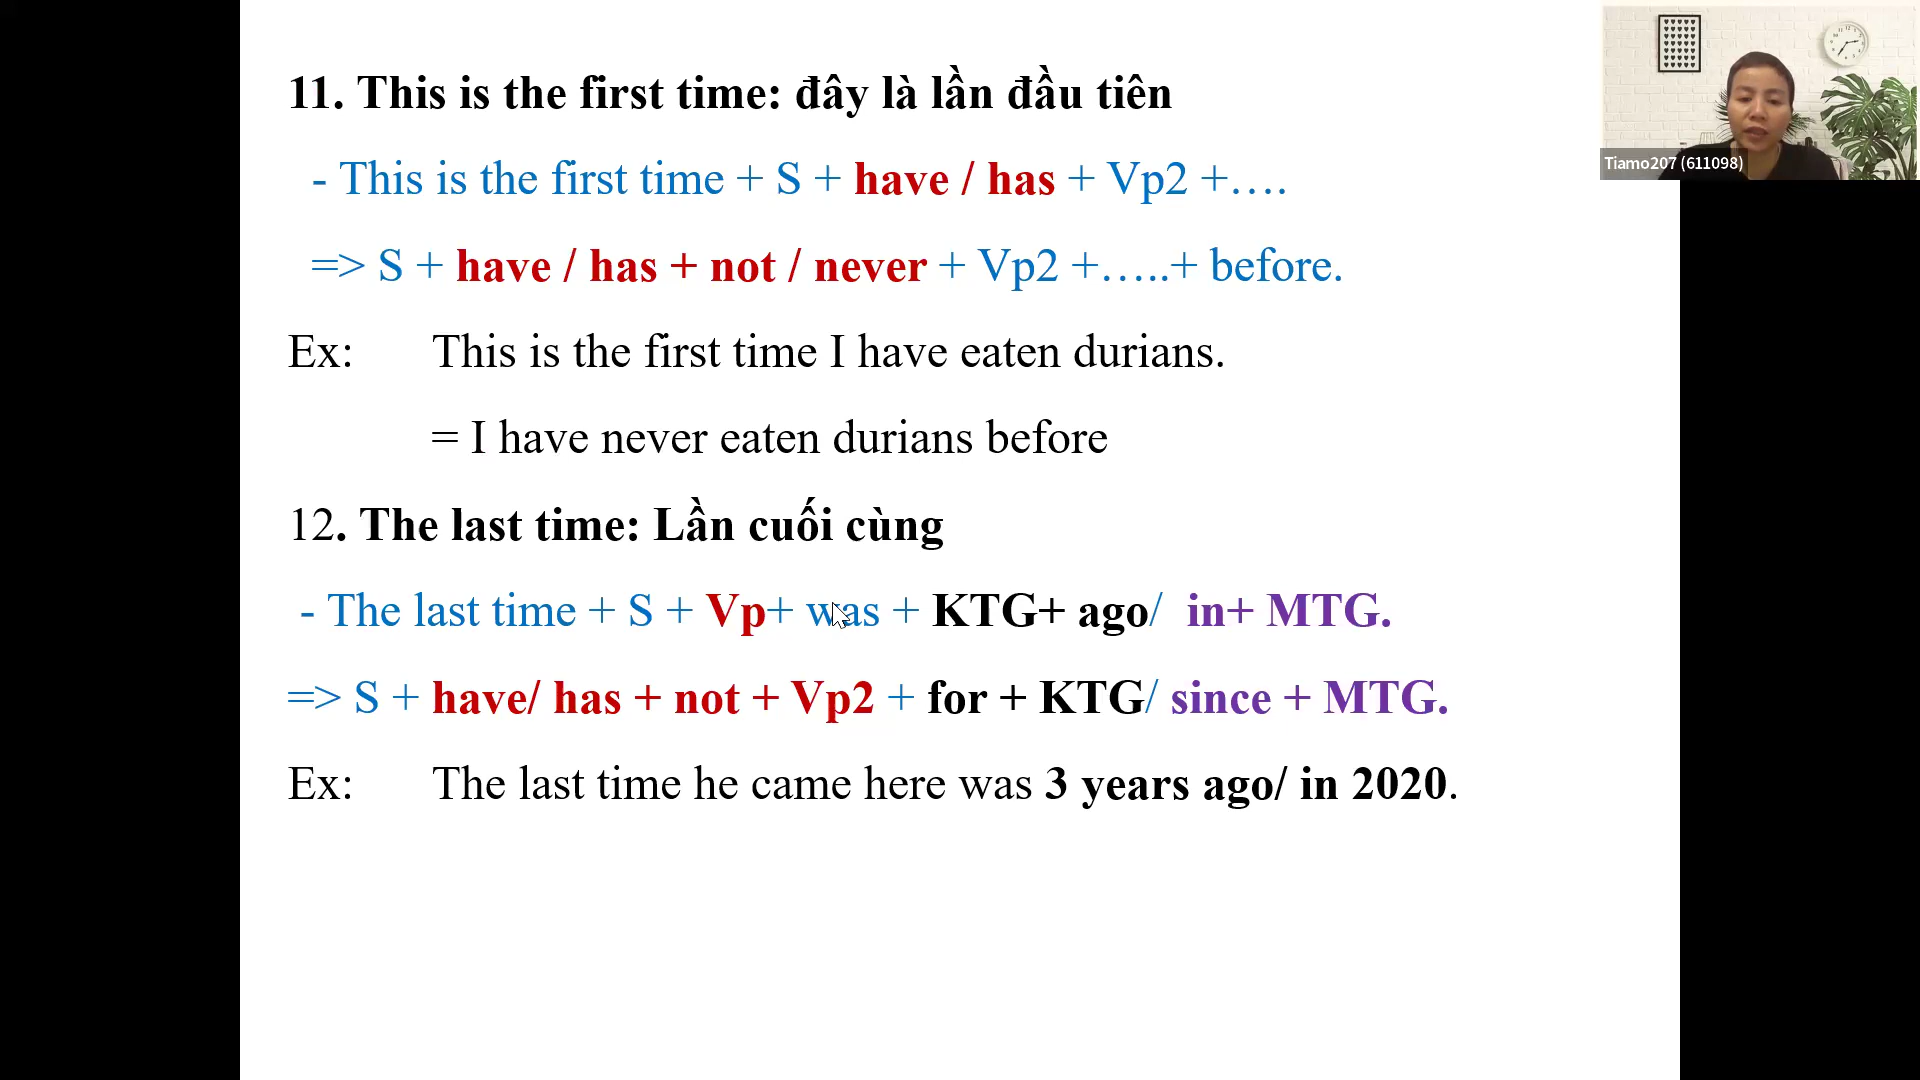 11. This is the first time: đây là lần đầu tiên
- This is the first time + S + have / has + Vp2 +….
=> S + have / has + not / never + Vp2 +…..+ before.
Ex: This is the first time I have eaten durians.
= I have never eaten durians before
12. The last time: Lần cuối cùng
- The last time + S + Vp+ was + KTG+ ago/ in+ MTG.
=> S + have/ has + not + Vp2 + for + KTG/ since + MTG.
Ex: The last time he came here was 3 years ago/ in 2020.
Tiamo207 (611098)